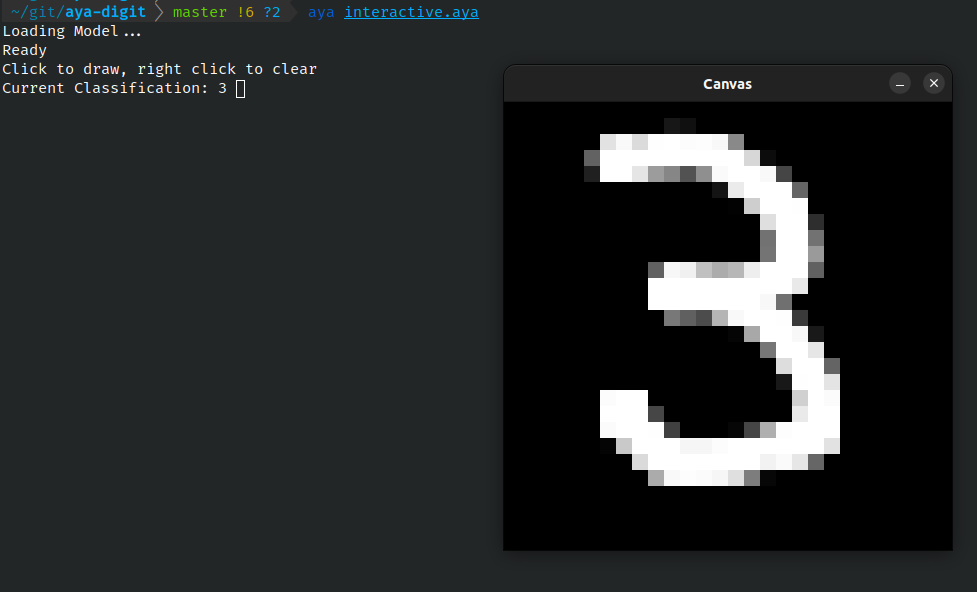 ~/git/aya-digit master !6 ?2 aya interactive.aya
Loading Model...
Ready
Click to draw, right click to clear
Current Classification: 3
Canvas
3